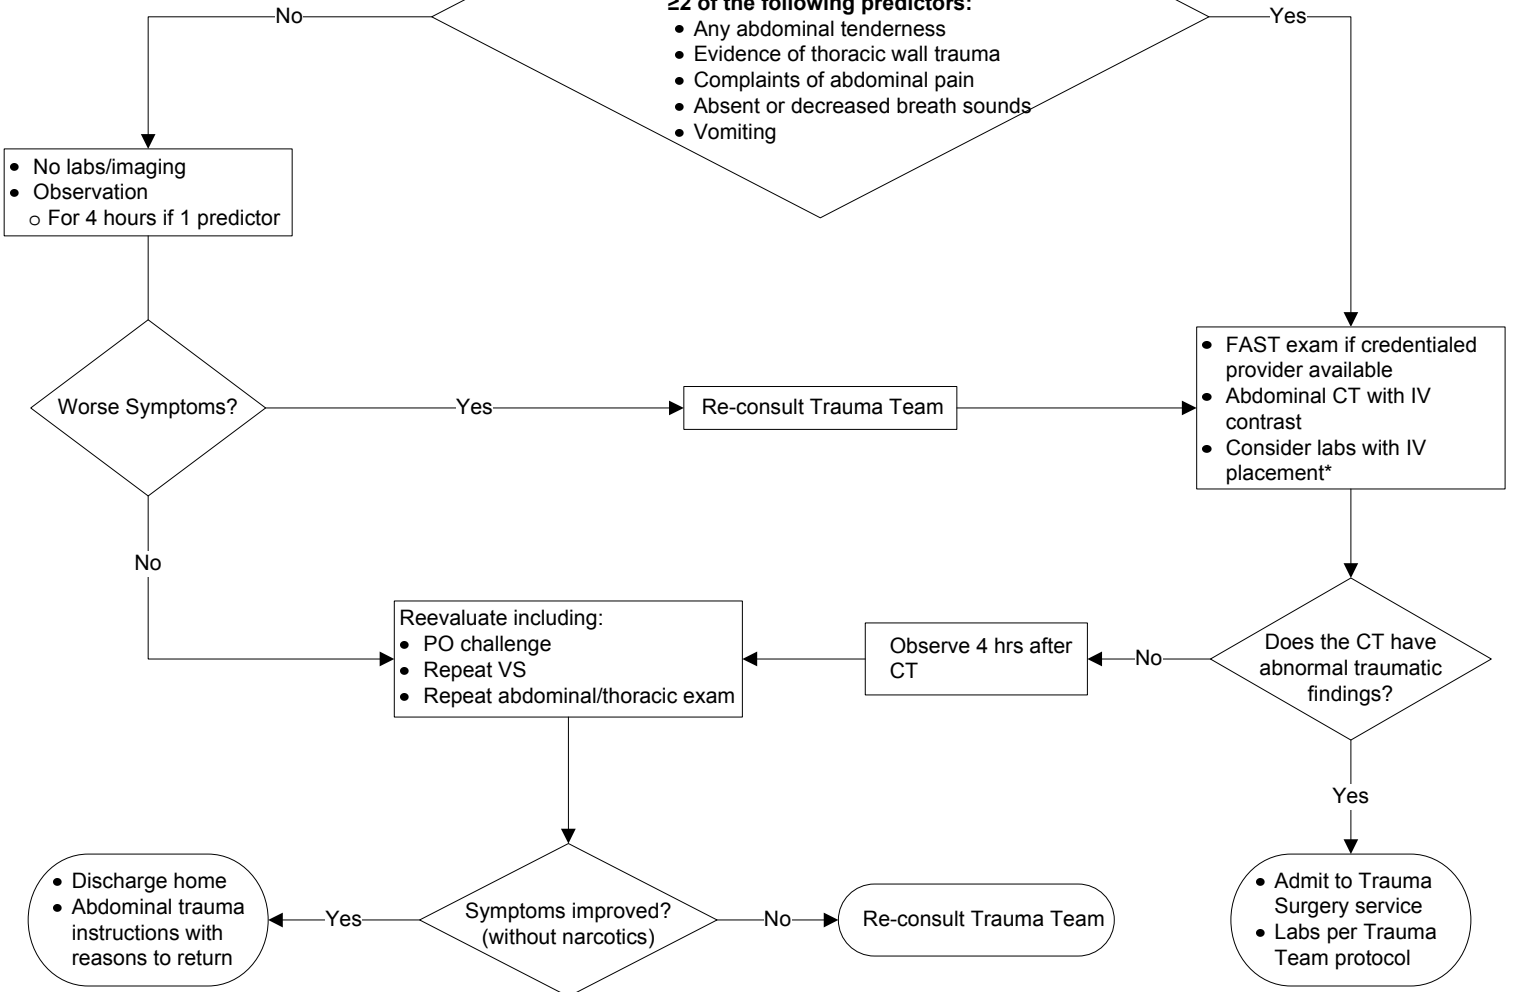 ≥2 of the following predictors:
No
Yes
• Any abdominal tenderness
• Evidence of thoracic wall trauma
• Complaints of abdominal pain
• Absent or decreased breath sounds
• Vomiting
• No labs/imaging
• Observation
o For 4 hours if 1 predictor
• FAST exam if credentialed
provider available
• Abdominal CT with IV
contrast
• Consider labs with IV
placement*
Worse Symptoms?
Yes
Re-consult Trauma Team
No
Reevaluate including:
• PO challenge
• Repeat VS
• Repeat abdominal/thoracic exam
Observe 4 hrs after
CT
No
Does the CT have
abnormal traumatic
findings?
Yes
• Discharge home
• Abdominal trauma
instructions with
reasons to return
Yes
Symptoms improved?
(without narcotics)
No
Re-consult Trauma Team
• Admit to Trauma
Surgery service
• Labs per Trauma
Team protocol